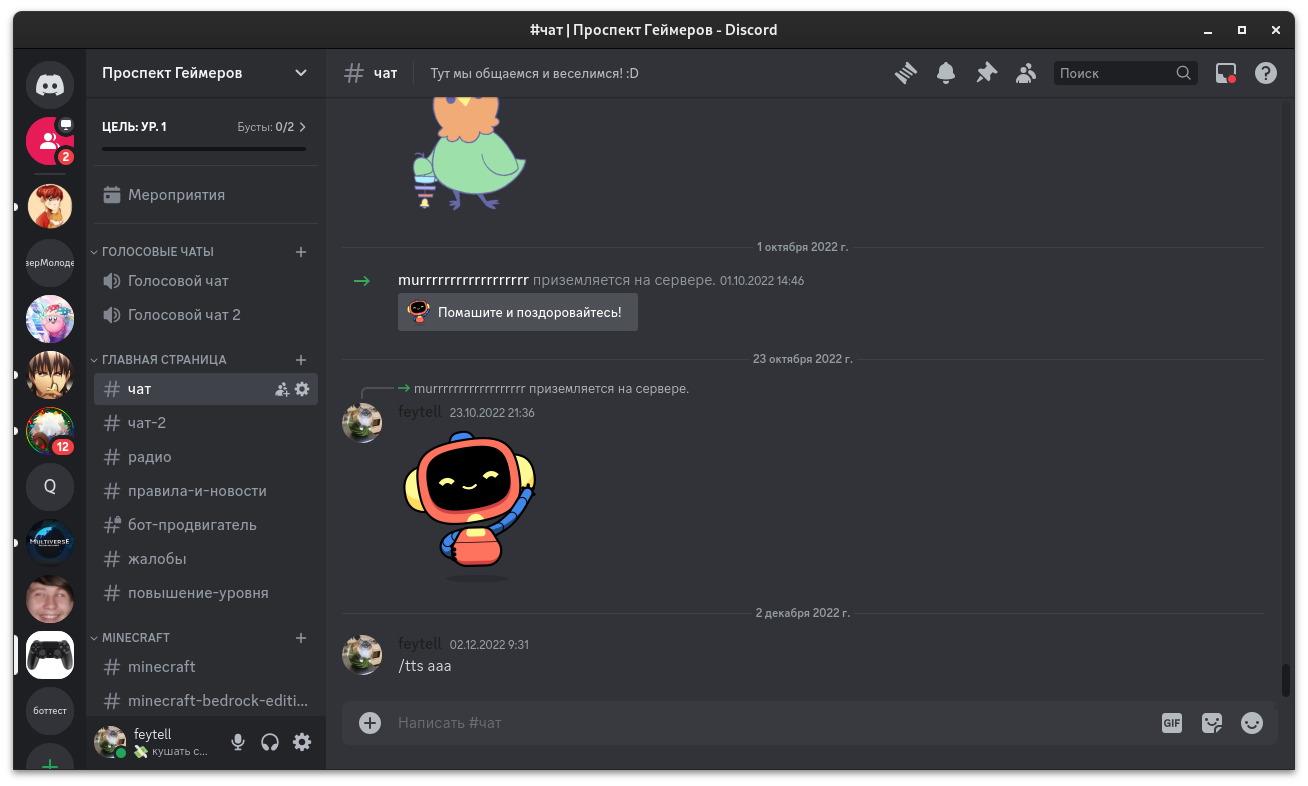 #чат | Проспект Геймеров - Discord
2
верМолоде
12
Q
MULTIVERSE
боттест
Проспект Геймеров
ЦЕЛЬ: УР. 1 Бусты: 0/2
Мероприятия
ГОЛОСОВЫЕ ЧАТЫ
Голосовой чат
Голосовой чат 2
ГЛАВНАЯ СТРАНИЦА
# чат
# чат-2
# радио
# правила-и-новости
# бот-продвигатель
# жалобы
# повышение-уровня
MINECRAFT
# minecraft
# minecraft-bedrock-editi...
feytell
кушать с...
# чат Тут мы общаемся и веселимся! :D Поиск
1 октября 2022 г.
murrrrrrrrrrrrrrrrrr приземляется на сервере. 01.10.2022 14:46
Помашите и поздоровайтесь!
23 октября 2022 г.
murrrrrrrrrrrrrrrrrr приземляется на сервере.
feytell 23.10.2022 21:36
2 декабря 2022 г.
feytell 02.12.2022 9:31
/tts aaa
Написать #чат GIF